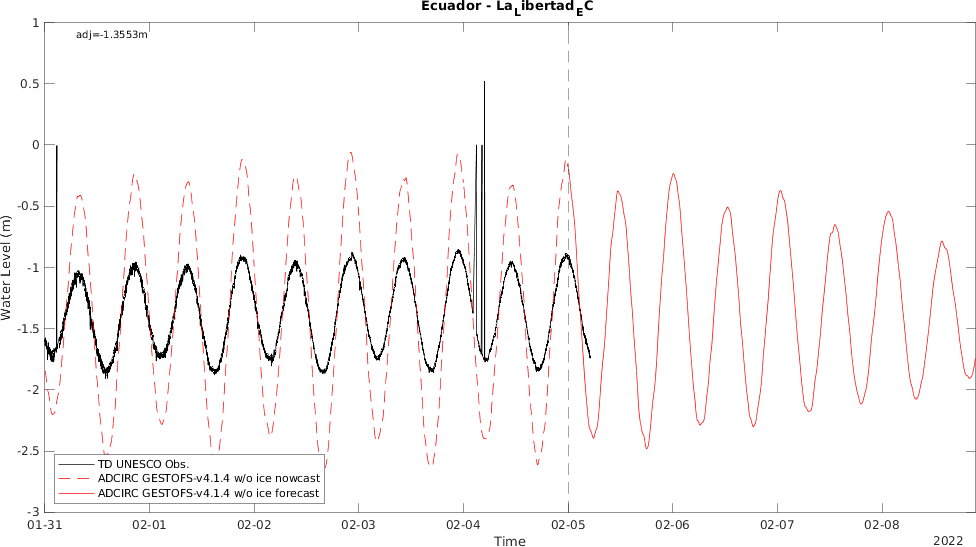 Ecuador - LaLibertadEC
adj=-1.3553m
1
0.5
0
-0.5
-1
-1.5
-2
-2.5
-3
Water Level (m)
TD UNESCO Obs.
ADCIRC GESTOFS-v4.1.4 w/o ice nowcast
ADCIRC GESTOFS-v4.1.4 w/o ice forecast
01-31 02-01 02-02 02-03 02-04 02-05 02-06 02-07 02-08
Time
2022